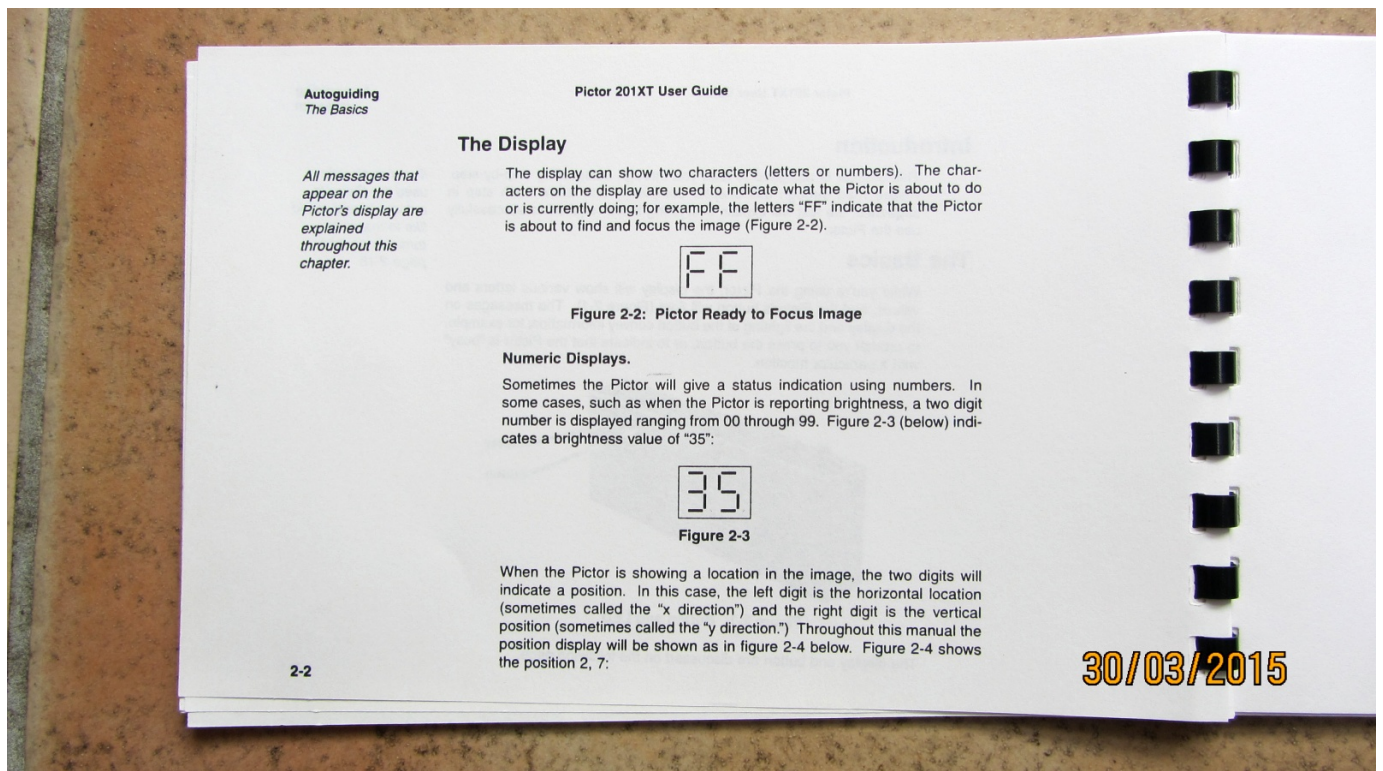 Autoguiding
The Basics
Pictor 201XT User Guide
All messages that
appear on the
Pictor's display are
explained
throughout this
chapter.
The Display
The display can show two characters (letters or numbers). The char-
acters on the display are used to indicate what the Pictor is about to do
or is currently doing; for example, the letters “FF” indicate that the Pictor
is about to find and focus the image (Figure 2-2).
FF
Figure 2-2: Pictor Ready to Focus Image
Numeric Displays.
Sometimes the Pictor will give a status indication using numbers. In
some cases, such as when the Pictor is reporting brightness, a two digit
number is displayed ranging from 00 through 99. Figure 2-3 (below) indi-
cates a brightness value of “35”:
35
Figure 2-3
When the Pictor is showing a location in the image, the two digits will
indicate a position. In this case, the left digit is the horizontal location
(sometimes called the “x direction”) and the right digit is the vertical
position (sometimes called the “y direction.”) Throughout this manual the
position display will be shown as in figure 2-4 below. Figure 2-4 shows
the position 2, 7:
2-2
30/03/2015